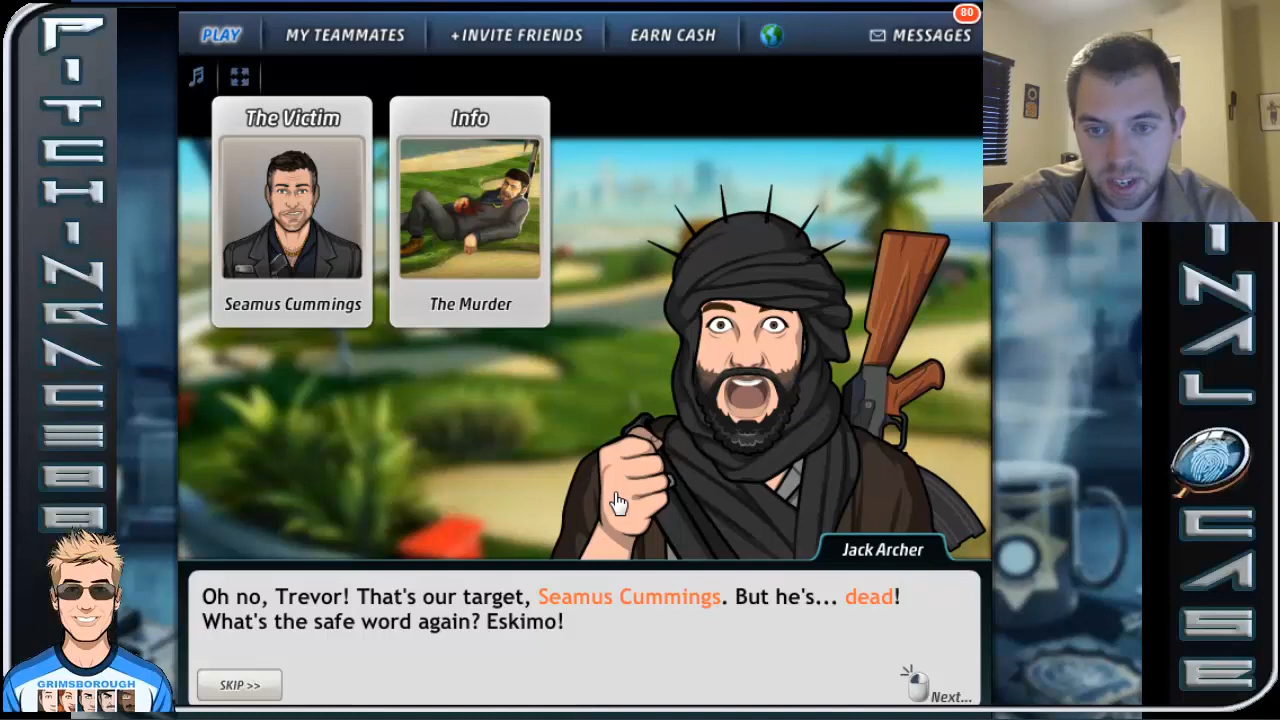 80
PLAY
MY TEAMMATES
+INVITE FRIENDS
EARN CASH
MESSAGES
The Victim
Info
Seamus Cummings
The Murder
Jack Archer
Oh no, Trevor! That's our target, Seamus Cummings. But he's... dead!
What's the safe word again? Eskimo!
SKIP >>
Next...
GRIMSBOROUGH